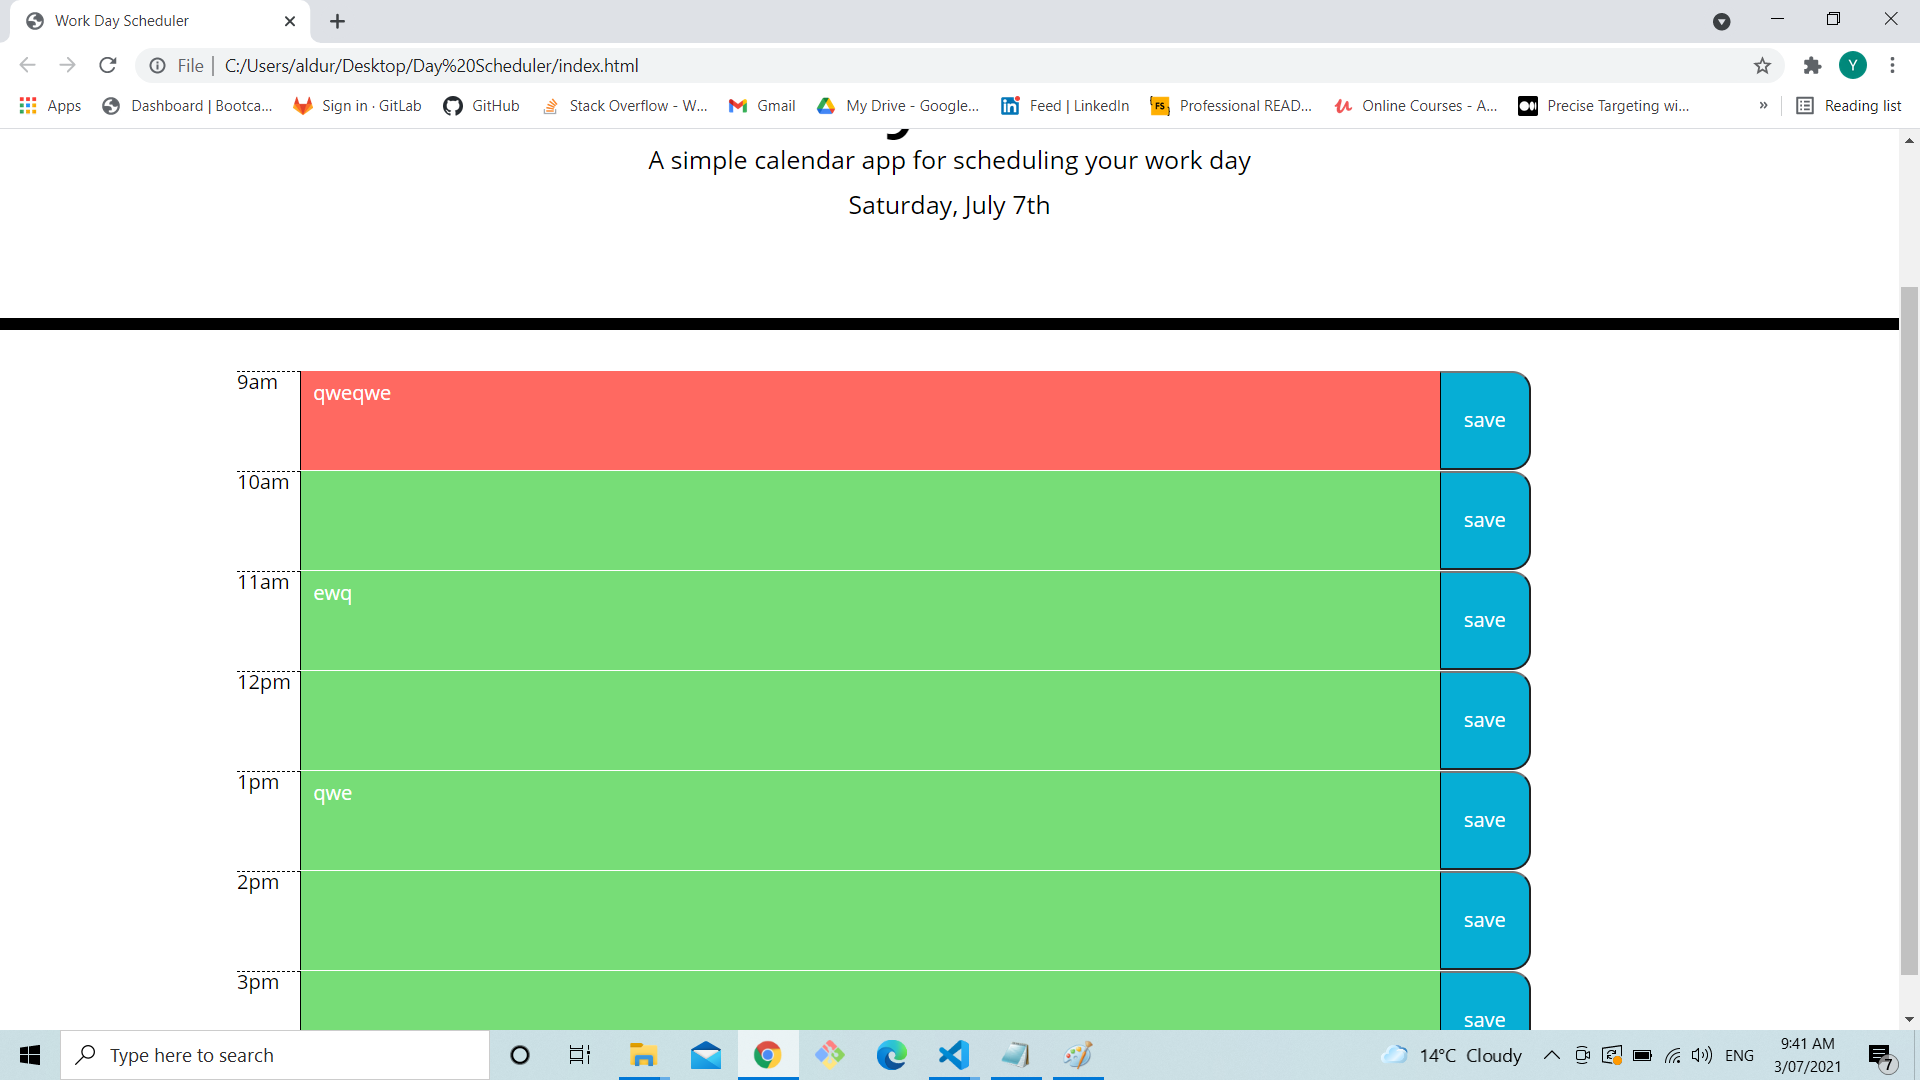 Work Day Scheduler
File
C:/Users/aldur/Desktop/Day%20Scheduler/index.html
Y
Apps
Dashboard | Bootca...
Sign in · GitLab
GitHub
Stack Overflow - W...
Gmail
My Drive - Google...
Feed | LinkedIn
FS
Professional READ...
Online Courses - A...
Precise Targeting wi...
»
Reading list
A simple calendar app for scheduling your work day
Saturday, July 7th
9am
qweqwe
save
10am
save
11am
ewq
save
12pm
save
1pm
qwe
save
2pm
save
3pm
save
Type here to search
14°C Cloudy
ENG
9:41 AM
3/07/2021
7